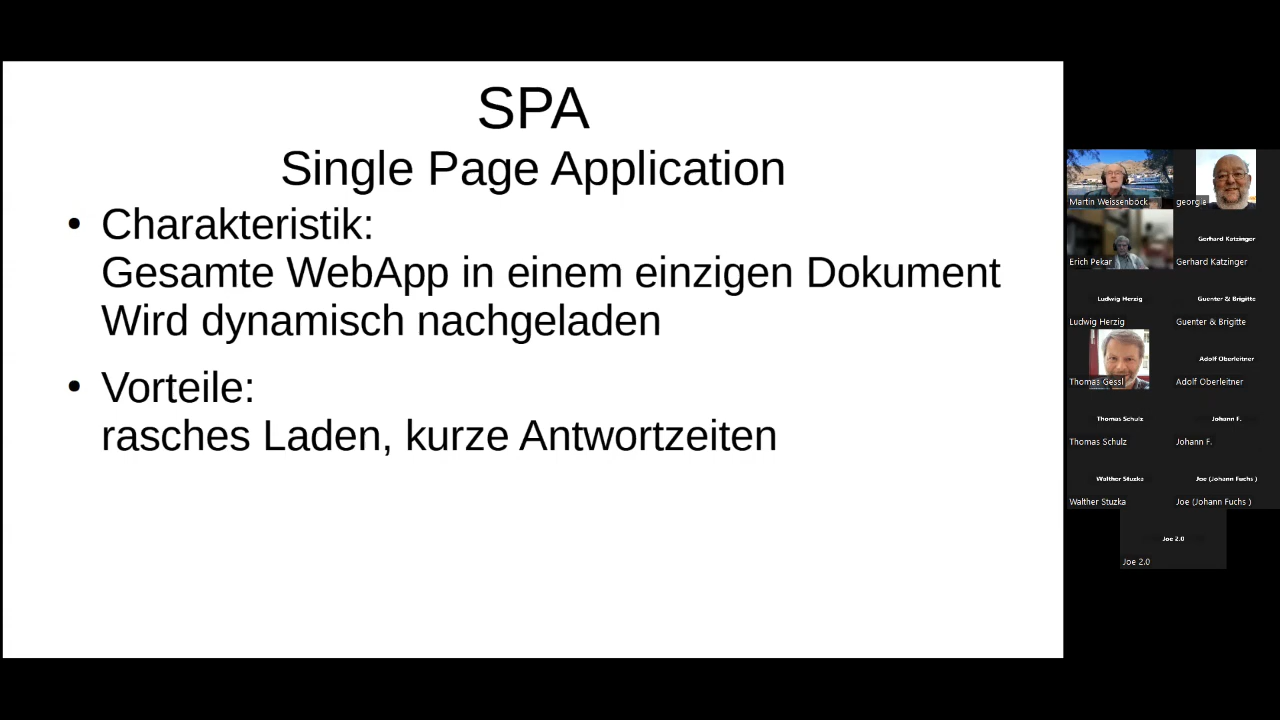 SPA
Single Page Application
• Charakteristik:
Gesamte WebApp in einem einzigen Dokument
Wird dynamisch nachgeladen
• Vorteile:
rasches Laden, kurze Antwortzeiten
Martin Weissenböck
georgie
Erich Pekar
Gerhard Katzinger
Gerhard Katzinger
Ludwig Herzig
Ludwig Herzig
Guenter & Brigitte
Guenter & Brigitte
Thomas Gessl
Adolf Oberleitner
Adolf Oberleitner
Thomas Schulz
Thomas Schulz
Johann F.
Johann F.
Walther Stuzka
Walther Stuzka
Joe (Johann Fuchs )
Joe (Johann Fuchs )
Joe 2.0
Joe 2.0